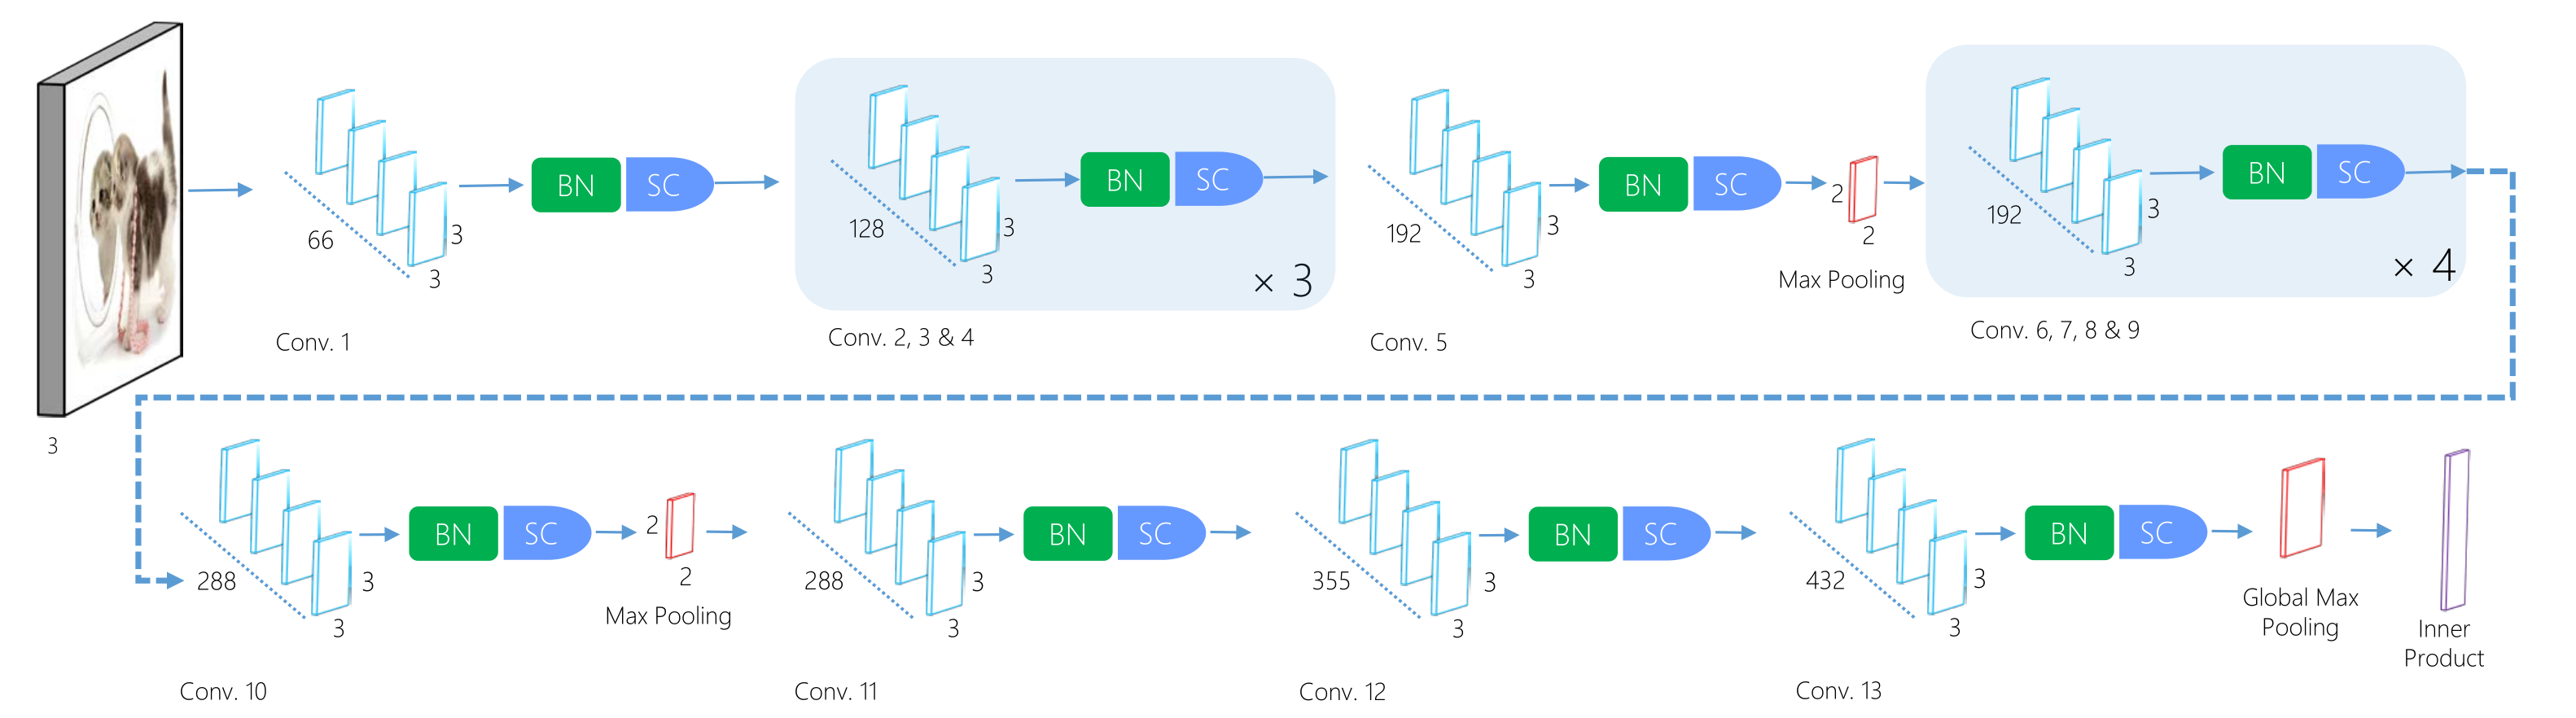 3
66
3
3
BN
SC
Conv. 1
128
3
3
BN
SC
× 3
Conv. 2, 3 & 4
192
3
3
BN
SC
Conv. 5
2
2
Max Pooling
192
3
3
BN
SC
× 4
Conv. 6, 7, 8 & 9
288
3
3
BN
SC
Conv. 10
2
2
Max Pooling
288
3
3
BN
SC
Conv. 11
355
3
3
BN
SC
Conv. 12
432
3
3
BN
SC
Conv. 13
Global Max
Pooling
Inner
Product